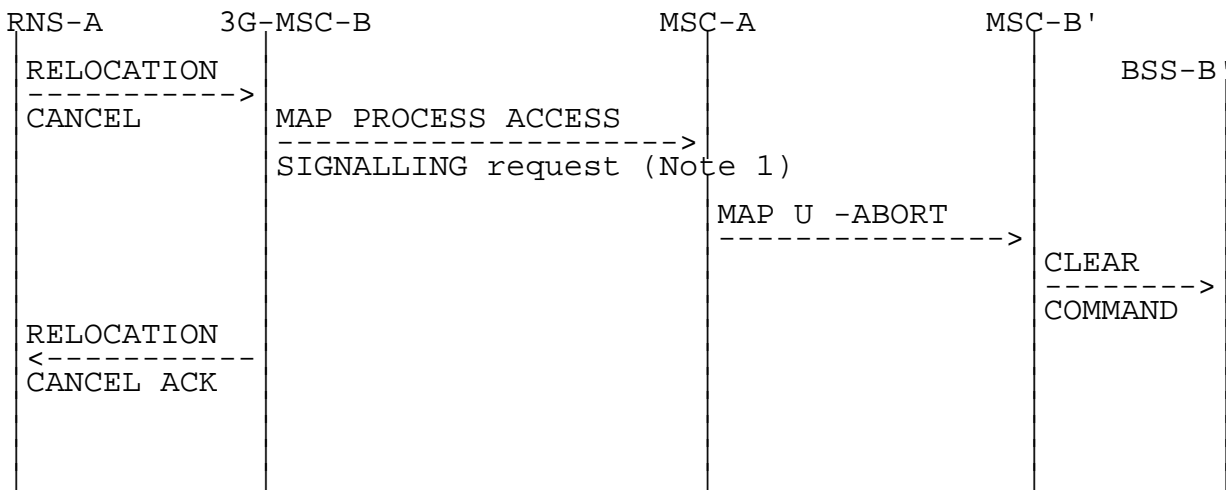 RNS-A 3G-MSC-B MSC-A MSC-B'
RELOCATION BSS-B'
CANCEL MAP PROCESS ACCESS
SIGNALLING request (Note 1)
MAP U -ABORT
CLEAR
COMMAND
RELOCATION
CANCEL ACK